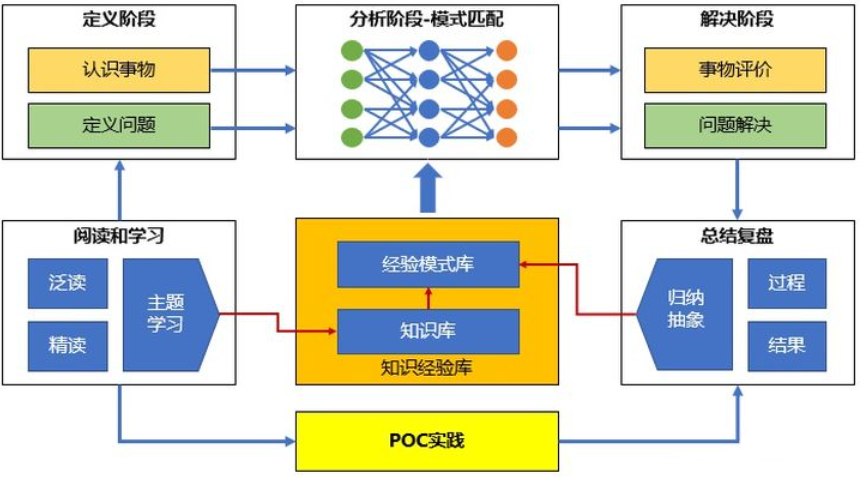 定义阶段
认识事物
定义问题
分析阶段-模式匹配
解决阶段
事物评价
问题解决
阅读和学习
泛读
精读
主题
学习
经验模式库
知识库
知识经验库
总结复盘
归纳
抽象
过程
结果
POC实践